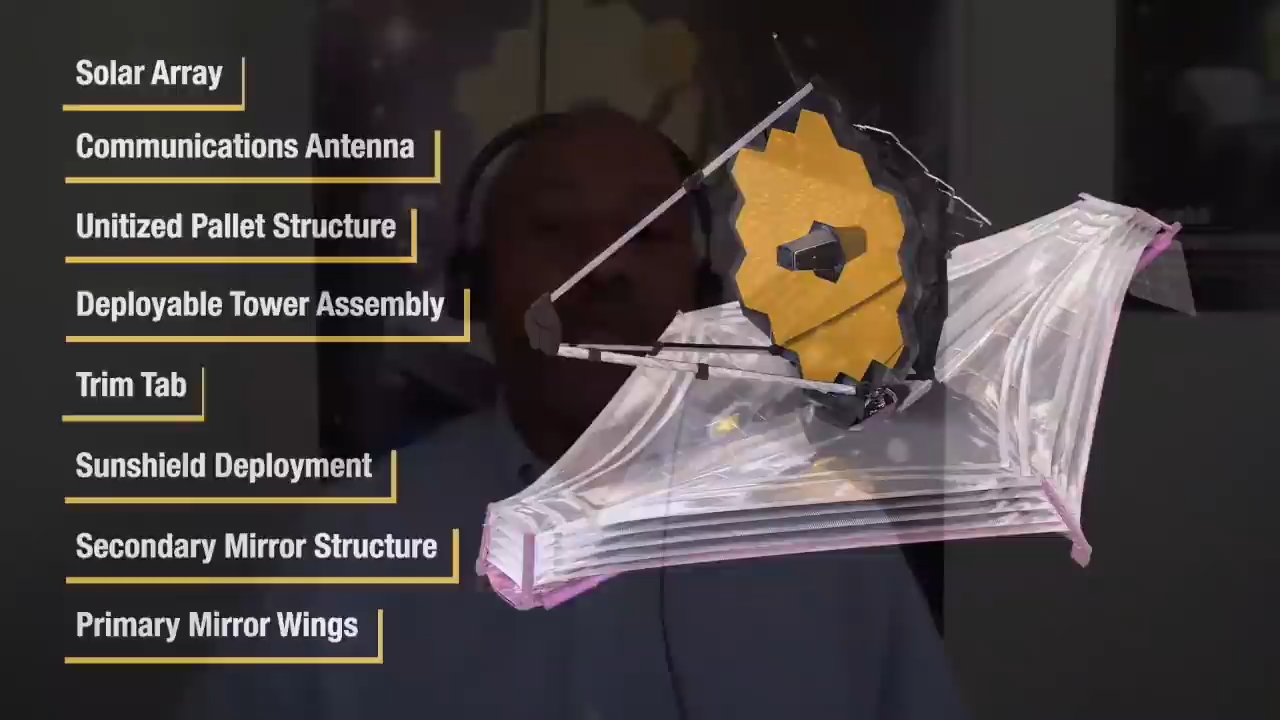 Solar Array
Communications Antenna
Unitized Pallet Structure
Deployable Tower Assembly
Trim Tab
Sunshield Deployment
Secondary Mirror Structure
Primary Mirror Wings